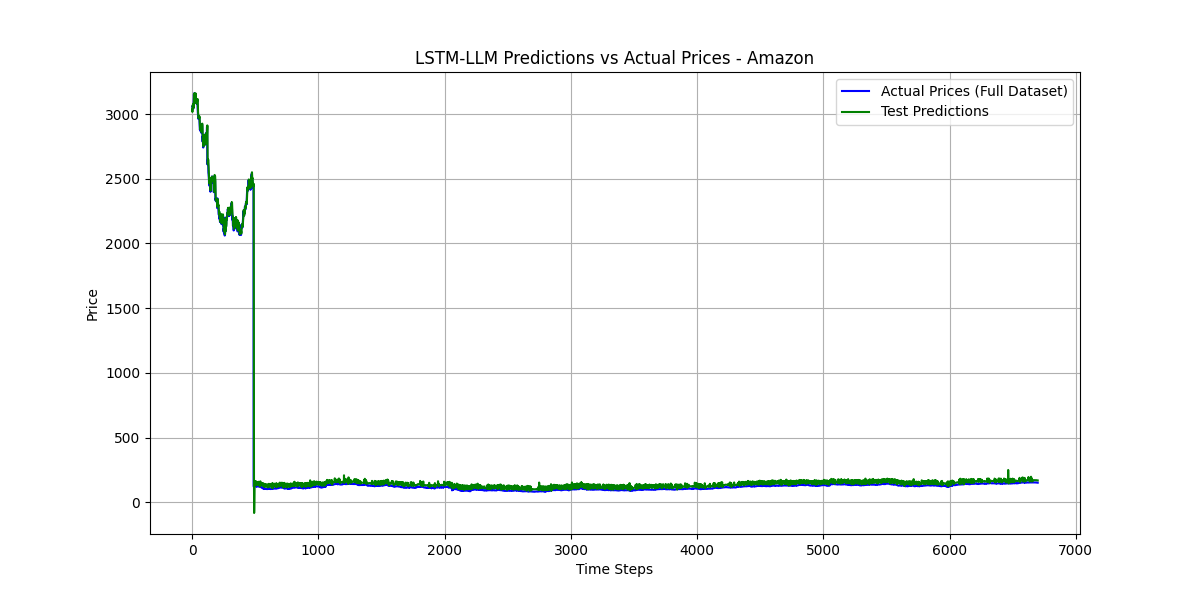 LSTM-LLM Predictions vs Actual Prices - Amazon
Actual Prices (Full Dataset)
Test Predictions
3000
2500
2000
1500
1000
500
0
Price
0 1000 2000 3000 4000 5000 6000 7000
Time Steps